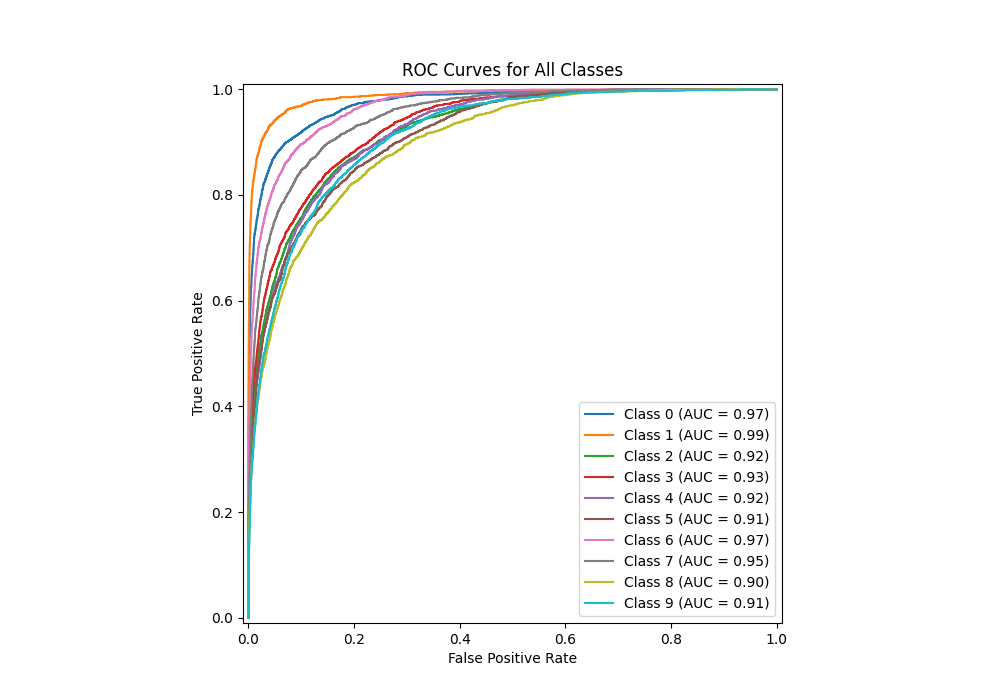 ROC Curves for All Classes
True Positive Rate
1.0
0.8
0.6
0.4
0.2
0.0
Class 0 (AUC = 0.97)
Class 1 (AUC = 0.99)
Class 2 (AUC = 0.92)
Class 3 (AUC = 0.93)
Class 4 (AUC = 0.92)
Class 5 (AUC = 0.91)
Class 6 (AUC = 0.97)
Class 7 (AUC = 0.95)
Class 8 (AUC = 0.90)
Class 9 (AUC = 0.91)
0.0 0.2 0.4 0.6 0.8 1.0
False Positive Rate